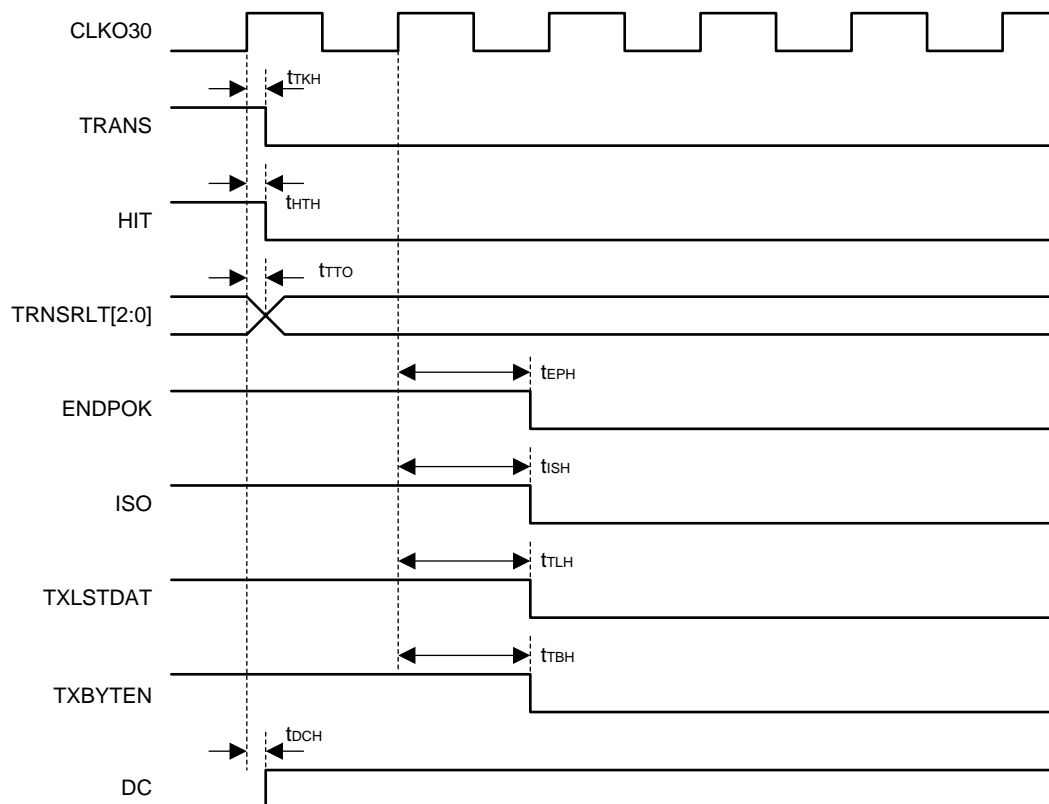 CLKO30
tTKH
TRANS
tHTH
HIT
tTTO
TRNSRLT[2:0]
tEPH
ENDPOK
tISH
ISO
tTLH
TXLSTDAT
tTBH
TXBYTEN
tDCH
DC